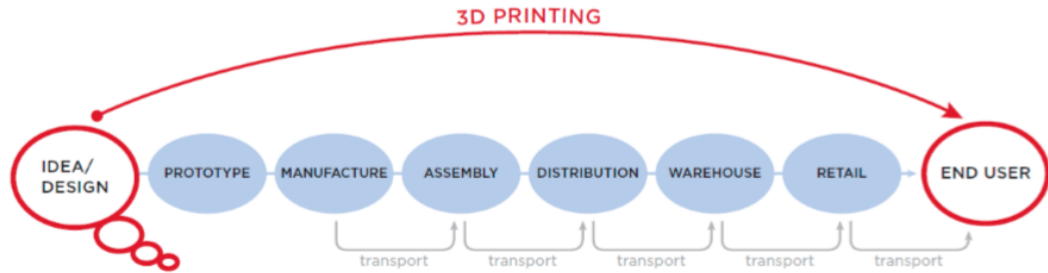 3D PRINTING
IDEA/
DESIGN
PROTOTYPE
MANUFACTURE
ASSEMBLY
DISTRIBUTION
WAREHOUSE
RETAIL
END USER
transport
transport
transport
transport
transport